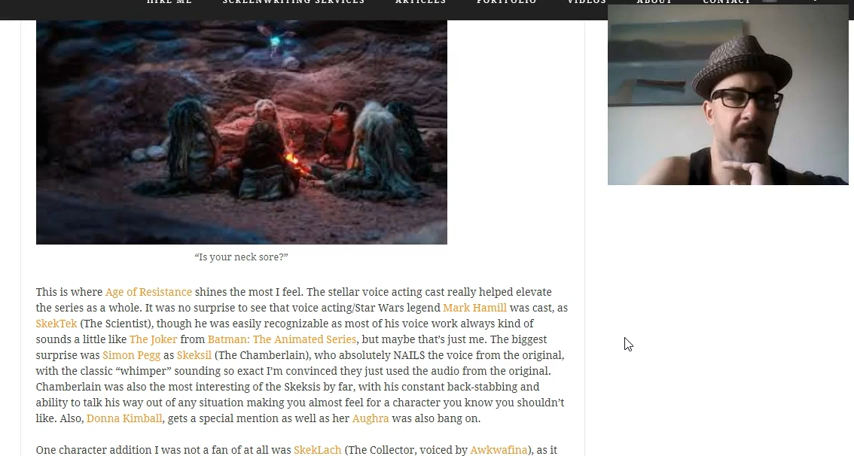 HIRE ME SCREENWRITING SERVICES ARTICLES PORTFOLIO VIDEOS ABOUT CONTACT
“Is your neck sore?”
This is where Age of Resistance shines the most I feel. The stellar voice acting cast really helped elevate
the series as a whole. It was no surprise to see that voice acting/Star Wars legend Mark Hamill was cast, as
SkekTek (The Scientist), though he was easily recognizable as most of his voice work always kind of
sounds a little like The Joker from Batman: The Animated Series, but maybe that’s just me. The biggest
surprise was Simon Pegg as Skeksil (The Chamberlain), who absolutely NAILS the voice from the original,
with the classic “whimper” sounding so exact I’m convinced they just used the audio from the original.
Chamberlain was also the most interesting of the Skeksis by far, with his constant back-stabbing and
ability to talk his way out of any situation making you almost feel for a character you know you shouldn’t
like. Also, Donna Kimball, gets a special mention as well as her Aughra was also bang on.
One character addition I was not a fan of at all was SkekLach (The Collector, voiced by Awkwafina), as it